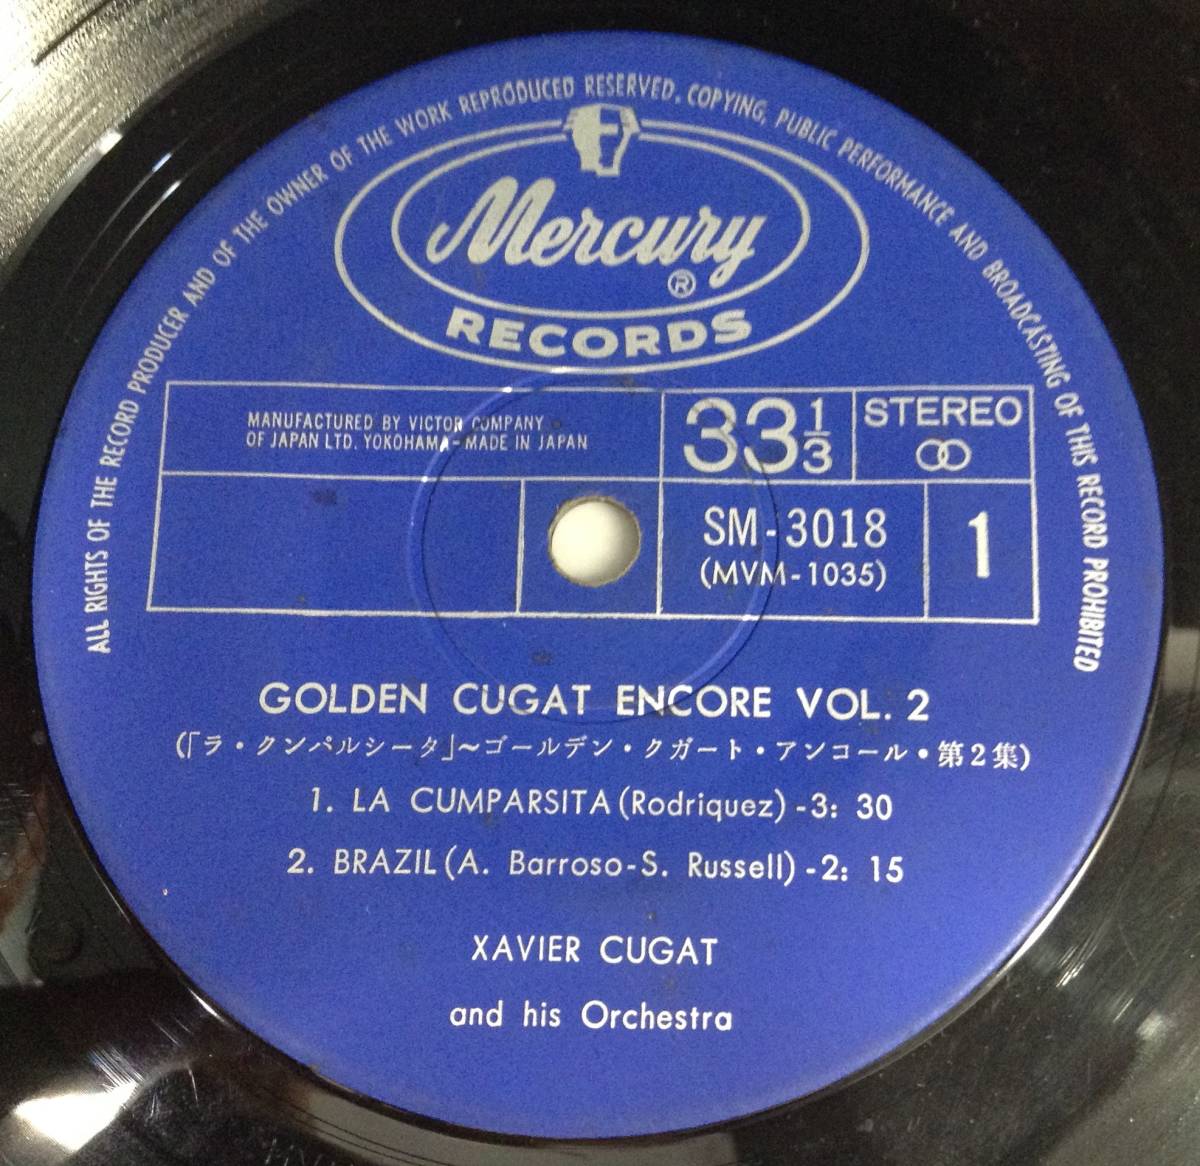 ALL RIGHTS OF THE RECORD PRODUCER AND OF THE OWNER OF THE WORK REPRODUCED RESERVED. COPYING, PUBLIC PERFORMANCE AND BROADCASTING OF THIS RECORD PROHIBITED
Mercury
®
RECORDS
MANUFACTURED BY VICTOR COMPANY
OF JAPAN LTD. YOKOHAMA-MADE IN JAPAN
33 1/3
STEREO
SM-3018
(MVM-1035)
1
GOLDEN CUGAT ENCORE VOL. 2
(「ラ・クンパルシータ」~ゴールデン・クガート・アンコール・第2集)
1. LA CUMPARSITA (Rodriquez) -3: 30
2. BRAZIL (A. Barroso-S. Russell) -2: 15
XAVIER CUGAT
and his Orchestra